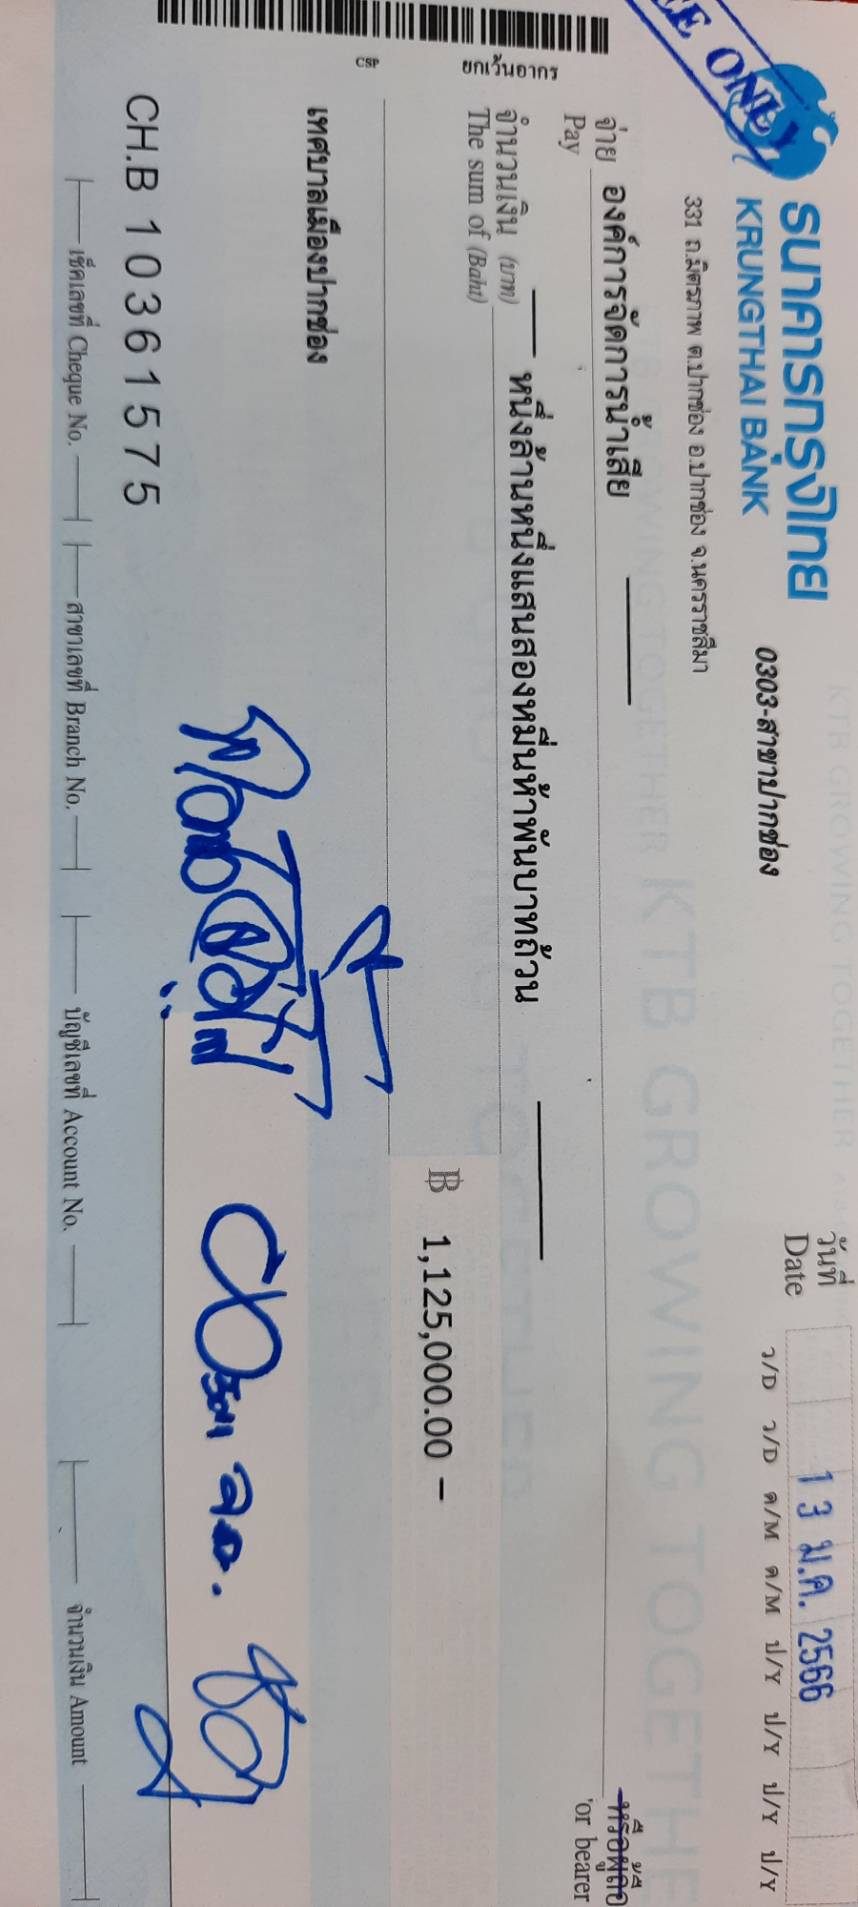 KTB GROWING TOGETHER
ธนาคารกรุงไทย
KRUNGTHAI BANK
0303-สาขาปากช่อง
331 ถ.มิตรภาพ ต.ปากช่อง อ.ปากช่อง จ.นครราชสีมา
วันที่ 13 ม.ค. 2566
Date
ว/D ว/D ด/M ด/M ป/Y ป/Y ป/Y ป/Y
ONLY
KTB GROWING TOGETHER KTB GROWING TOGETHE
จ่าย องค์การจัดการน้ำเสีย หรือผู้ถือ
Pay or bearer
จำนวนเงิน (บาท) หนึ่งล้านหนึ่งแสนสองหมื่นห้าพันบาทถ้วน
The sum of (Baht)
฿ 1,125,000.00 –
ยกเว้นอากร
CSP
เทศบาลเมืองปากช่อง
CH.B 10361575
เช็คเลขที่ Cheque No. สาขาเลขที่ Branch No. บัญชีเลขที่ Account No. จำนวนเงิน Amount